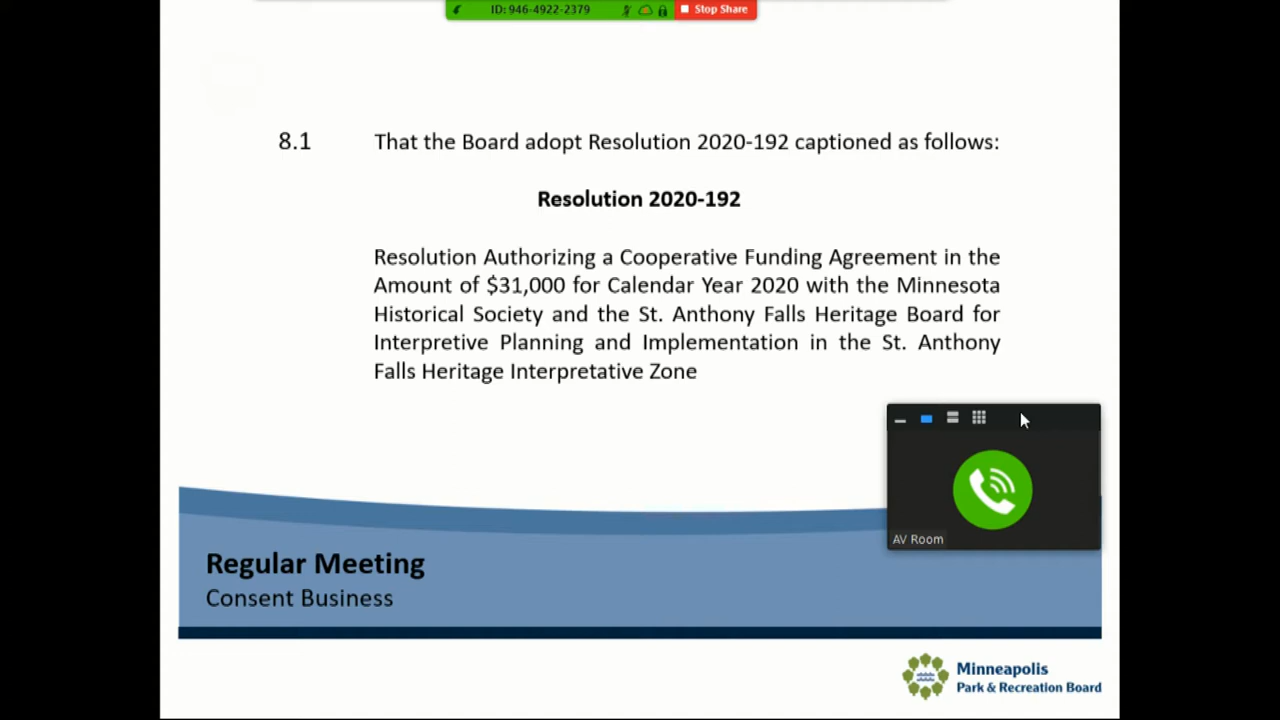 ID: 946-4922-2379
Stop Share
8.1 That the Board adopt Resolution 2020-192 captioned as follows:
Resolution 2020-192
Resolution Authorizing a Cooperative Funding Agreement in the
Amount of $31,000 for Calendar Year 2020 with the Minnesota
Historical Society and the St. Anthony Falls Heritage Board for
Interpretive Planning and Implementation in the St. Anthony
Falls Heritage Interpretative Zone
AV Room
Regular Meeting
Consent Business
Minneapolis
Park & Recreation Board